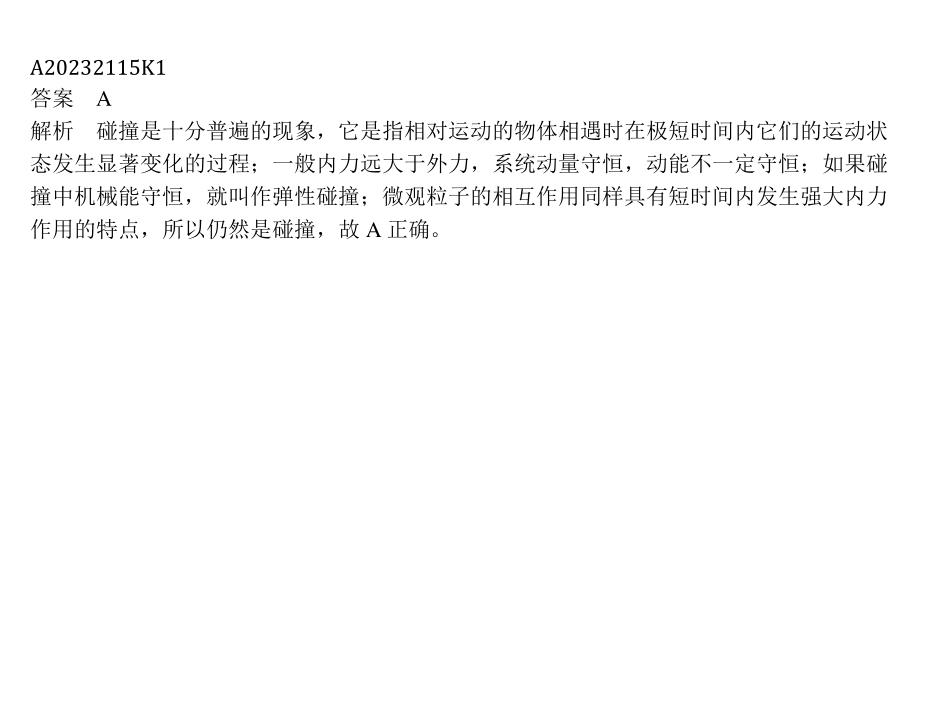 A20232115K1
答案　A
解析　碰撞是十分普遍的现象，它是指相对运动的物体相遇时在极短时间内它们的运动状
态发生显著变化的过程；一般内力远大于外力，系统动量守恒，动能不一定守恒；如果碰
撞中机械能守恒，就叫作弹性碰撞；微观粒子的相互作用同样具有短时间内发生强大内力
作用的特点，所以仍然是碰撞，故 A 正确。